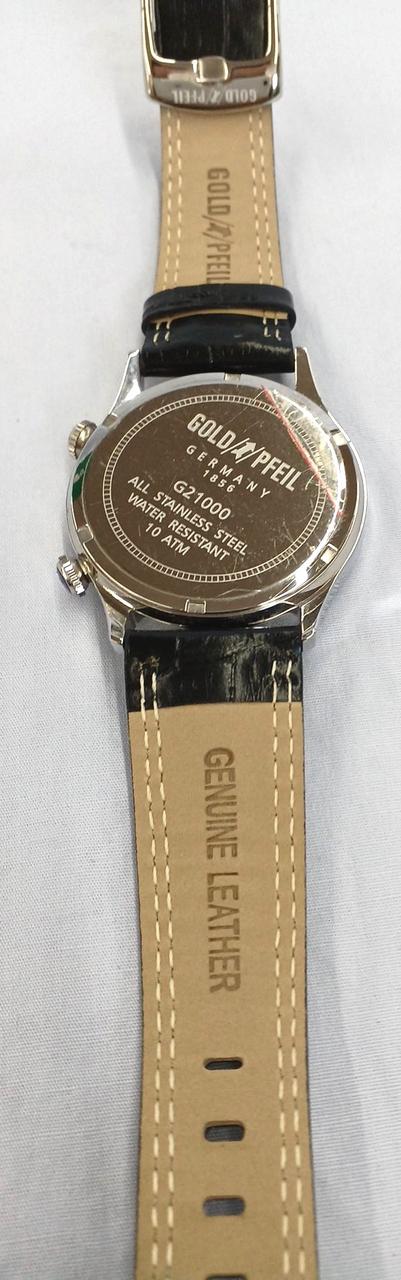 GOLD/PFEIL
GOLD/PFEIL
GOLD/PFEIL
GERMANY
1856
G21000
ALL STAINLESS STEEL
WATER RESISTANT
10 ATM
GENUINE LEATHER